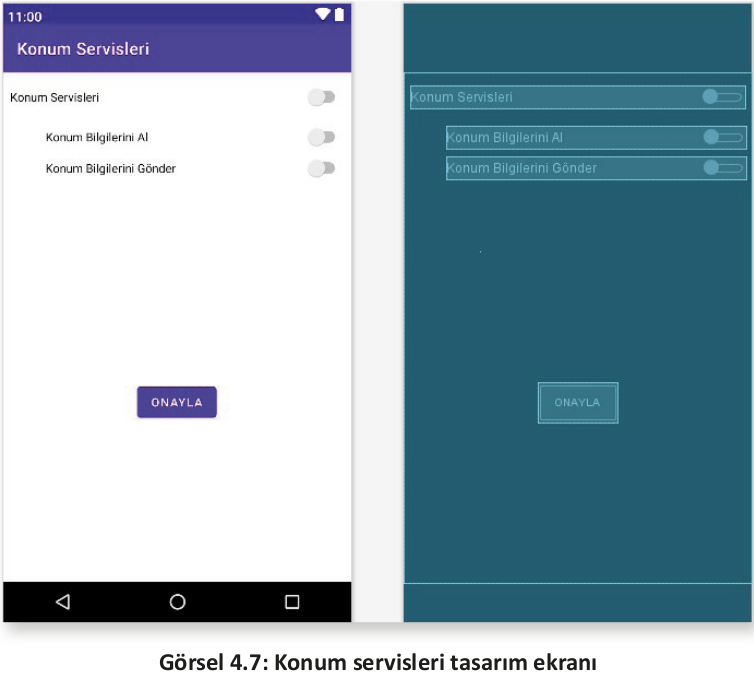 11:00
Konum Servisleri
Konum Servisleri
Konum Bilgilerini Al
Konum Bilgilerini Gönder
ONAYLA
Konum Servisleri
Konum Bilgilerini Al
Konum Bilgilerini Gönder
ONAYLA
Görsel 4.7: Konum servisleri tasarım ekranı